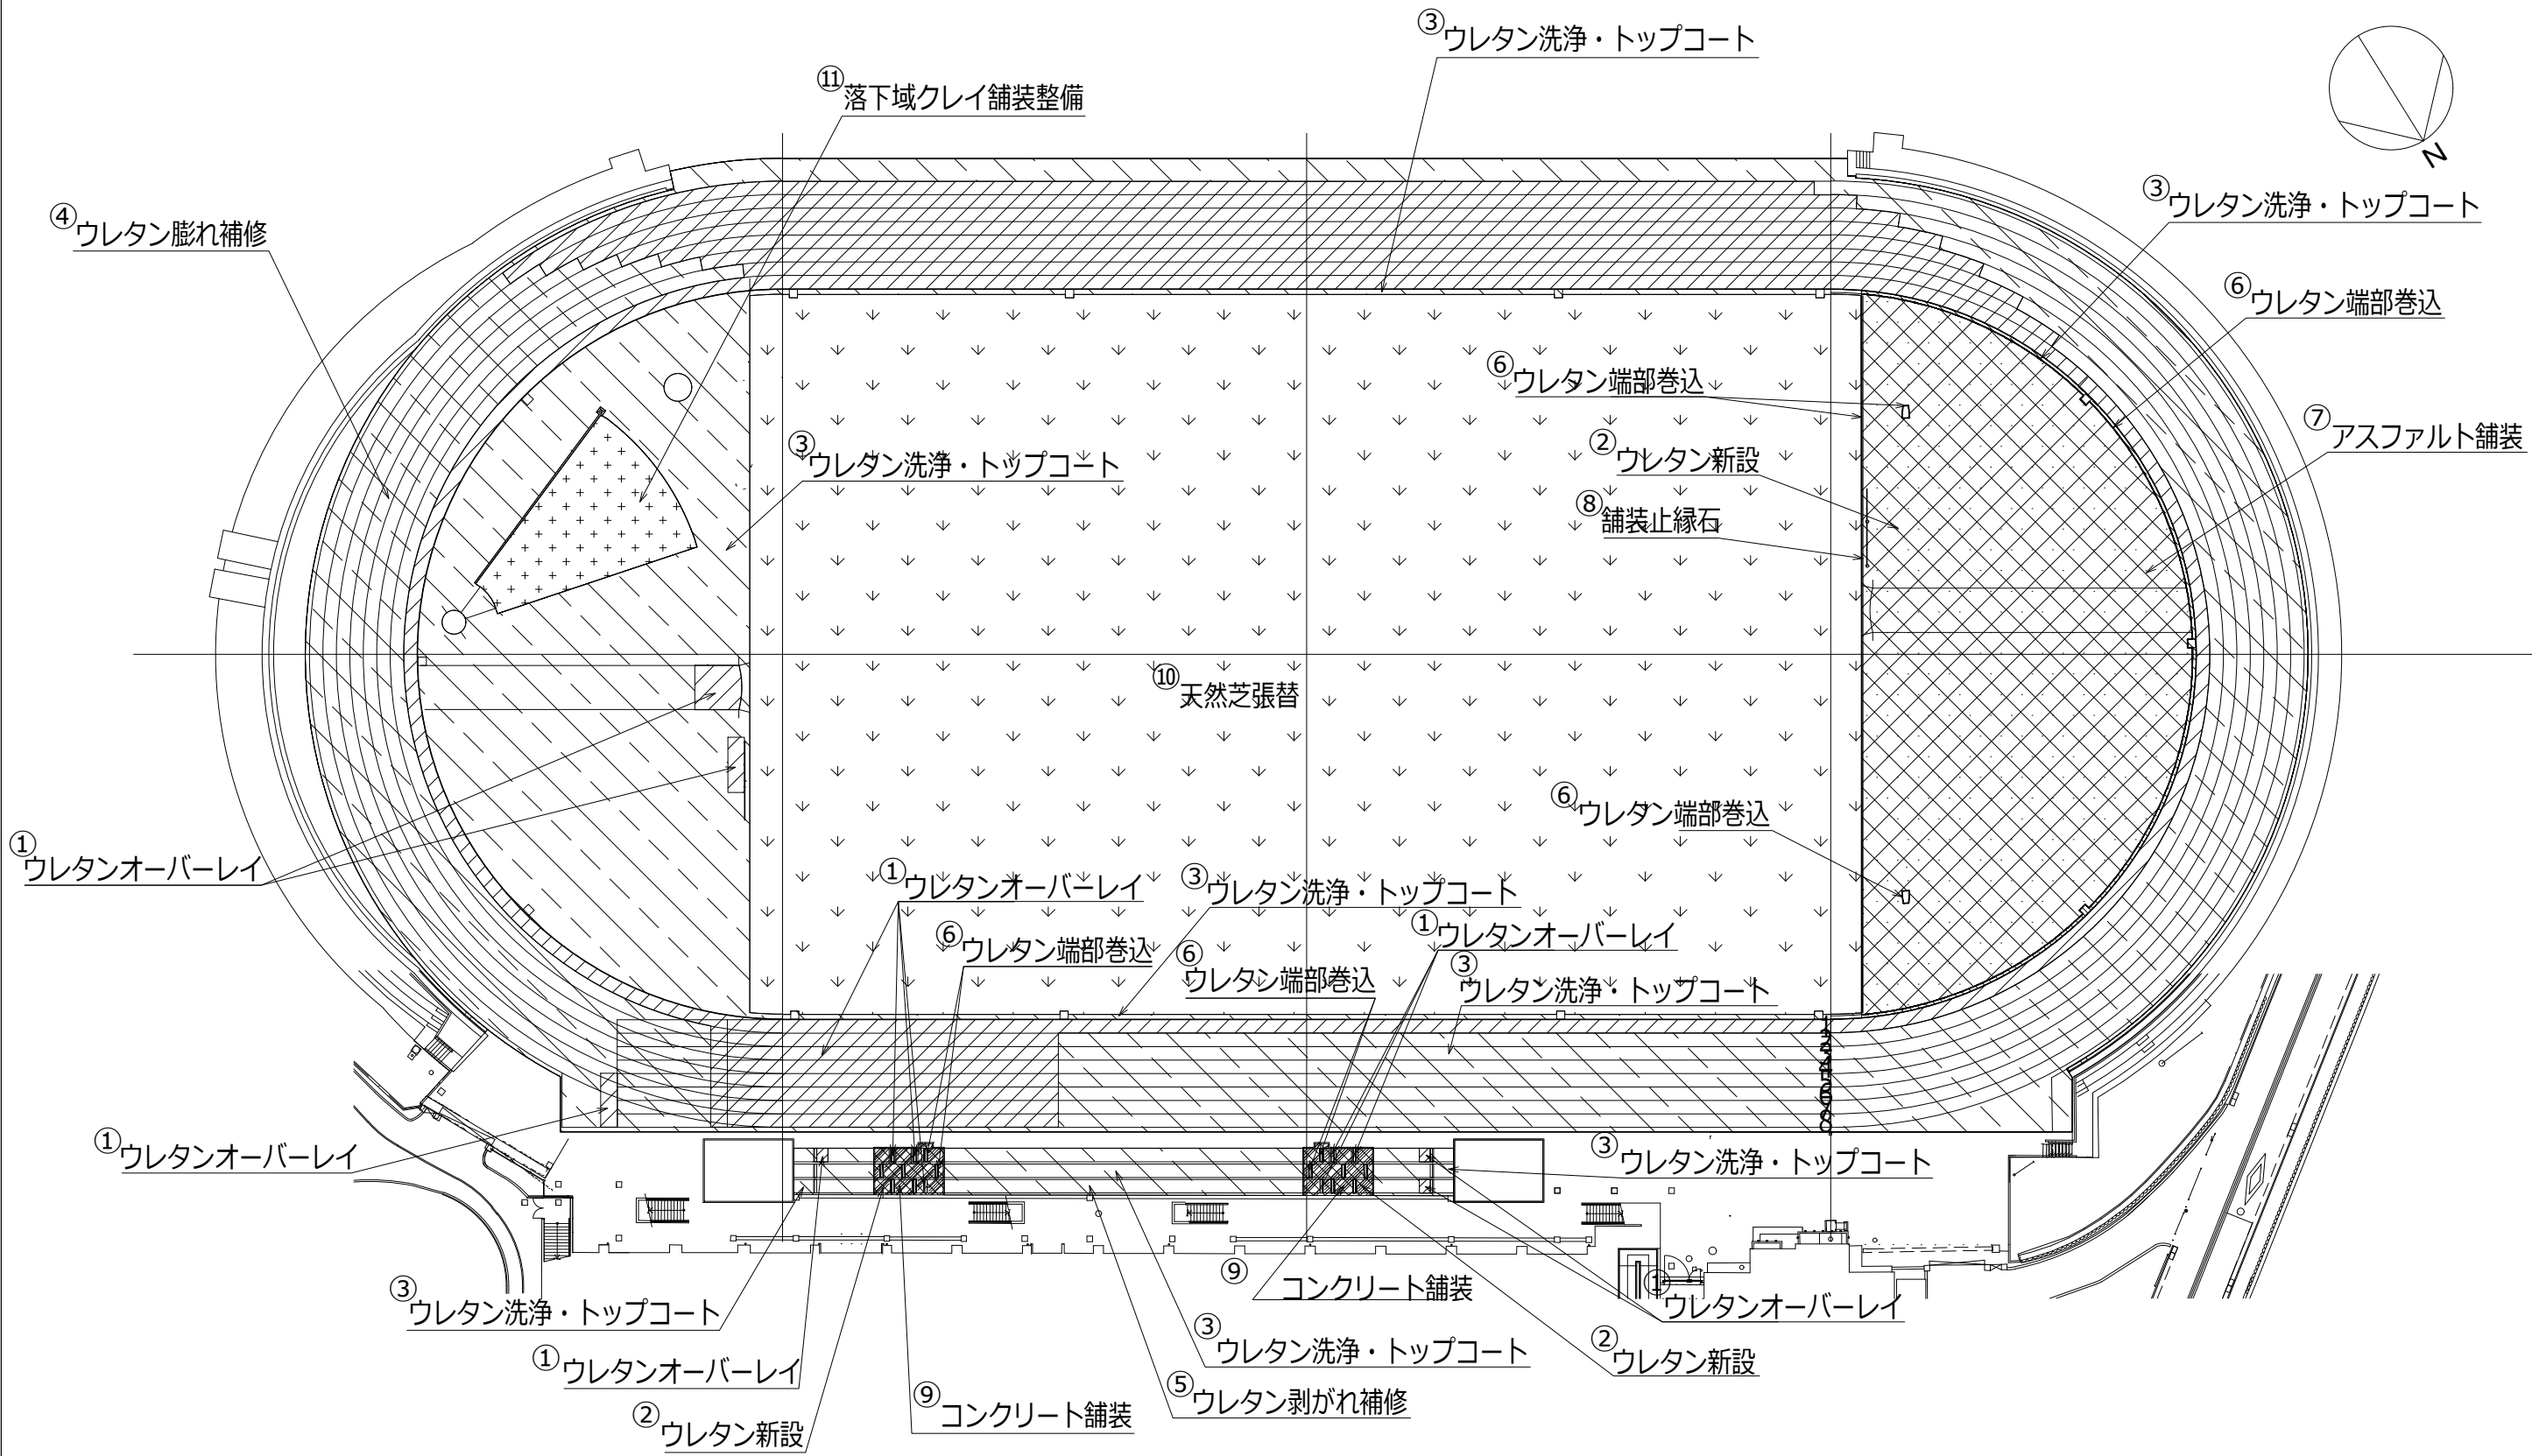 ③ウレタン洗浄・トップコート
⑪落下域クレイ舗装整備
N
③ウレタン洗浄・トップコート
④ウレタン膨れ補修
⑥ウレタン端部巻込
⑥ウレタン端部巻込
⑦アスファルト舗装
③ウレタン洗浄・トップコート
②ウレタン新設
⑧舗装止縁石
⑩天然芝張替
⑥ウレタン端部巻込
①ウレタンオーバーレイ
①ウレタンオーバーレイ
③ウレタン洗浄・トップコート
①ウレタンオーバーレイ
⑥ウレタン端部巻込
⑥ウレタン端部巻込
③ウレタン洗浄・トップコート
1
2
3
4
5
6
7
8
①ウレタンオーバーレイ
③ウレタン洗浄・トップコート
③ウレタン洗浄・トップコート
⑨コンクリート舗装
①ウレタンオーバーレイ
①ウレタンオーバーレイ
③ウレタン洗浄・トップコート
②ウレタン新設
⑤ウレタン剥がれ補修
⑨コンクリート舗装
②ウレタン新設